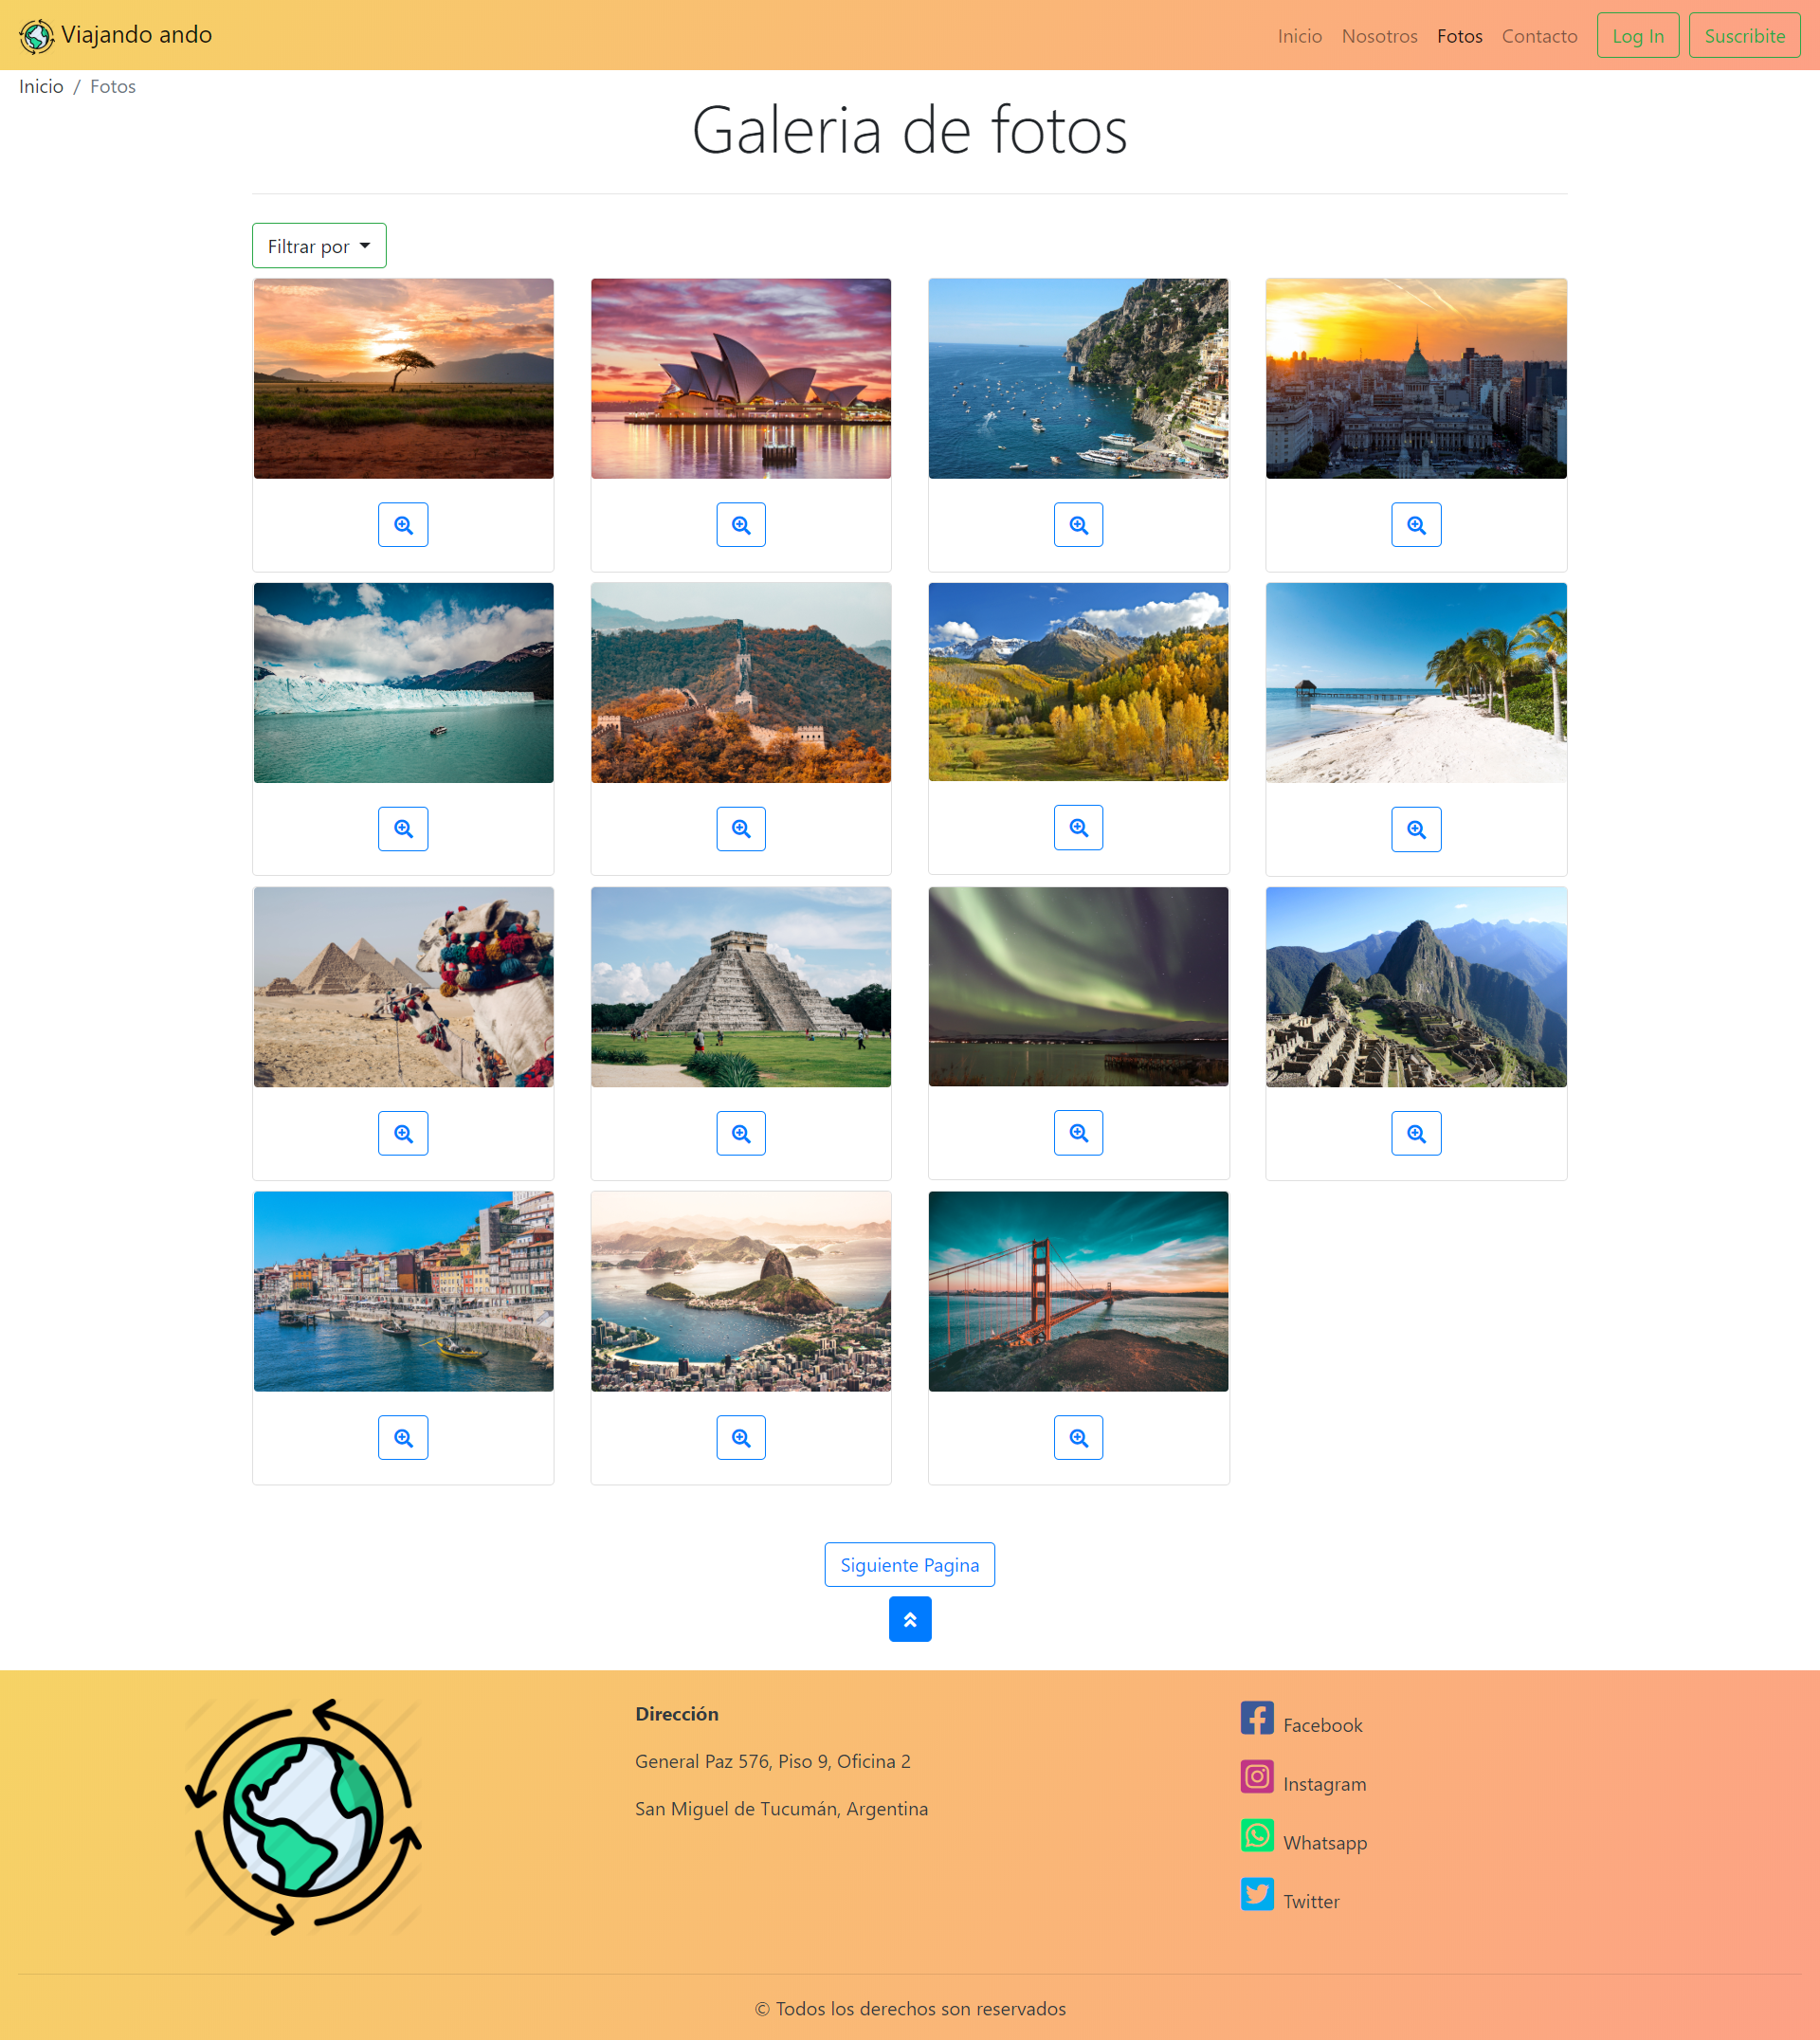 Viajando ando
Inicio Nosotros Fotos Contacto Log In Suscribite
Inicio / Fotos
Galeria de fotos
Filtrar por
Siguiente Pagina
Dirección
General Paz 576, Piso 9, Oficina 2
San Miguel de Tucumán, Argentina
Facebook
Instagram
Whatsapp
Twitter
© Todos los derechos son reservados